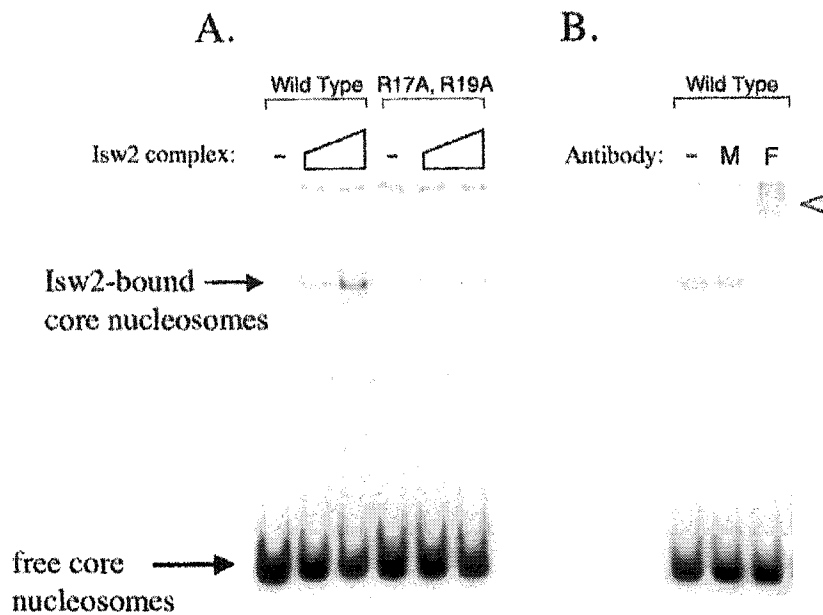 A.
B.
Wild Type R17A, R19A
Wild Type
Isw2 complex: - -
Antibody: - M F
<
Isw2-bound
core nucleosomes
free core
nucleosomes